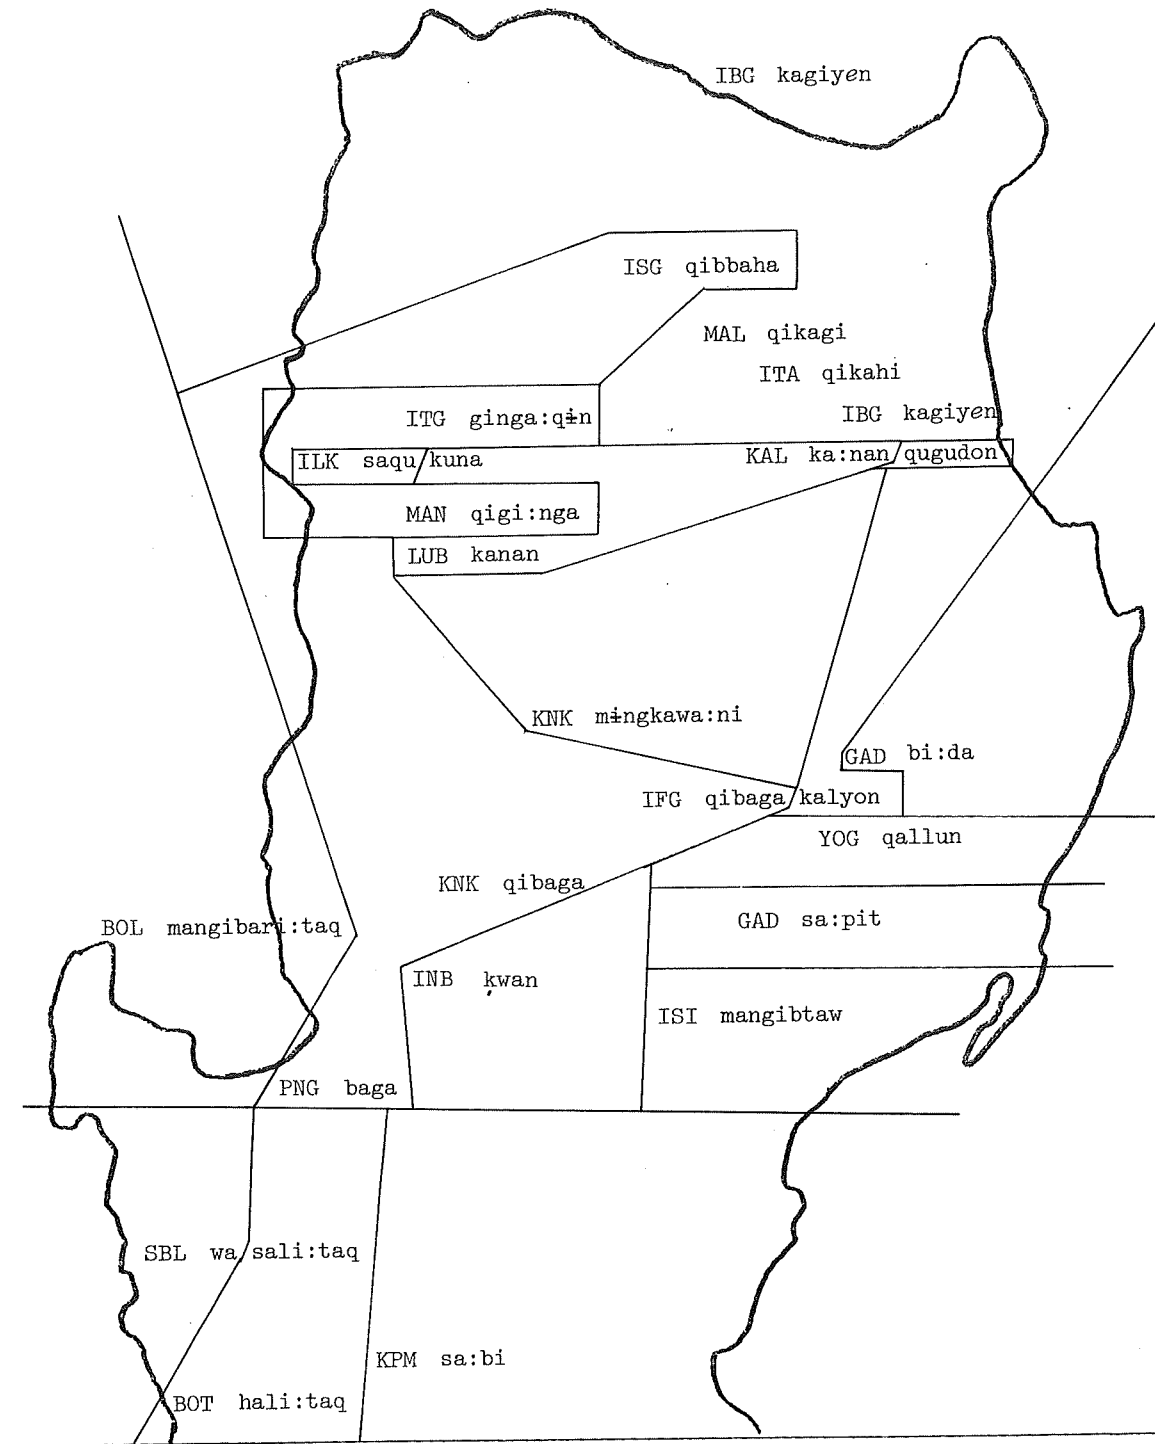 IBG kagiyen
ISG qibbaha
MAL qikagi
ITA qikahi
IBG kagiyen
ITG ginga:qɨn
ILK saqu/kuna
KAL ka:nan/qugudon
MAN qigi:nga
LUB kanan
KNK mɨngkawa:ni
GAD bi:da
IFG qibaga/kalyon
YOG qallun
KNK qibaga
GAD sa:pit
BOL mangibari:taq
INB ḳwan
ISI mangibtaw
PNG baga
SBL wa/sali:taq
KPM sa:bi
BOT hali:taq